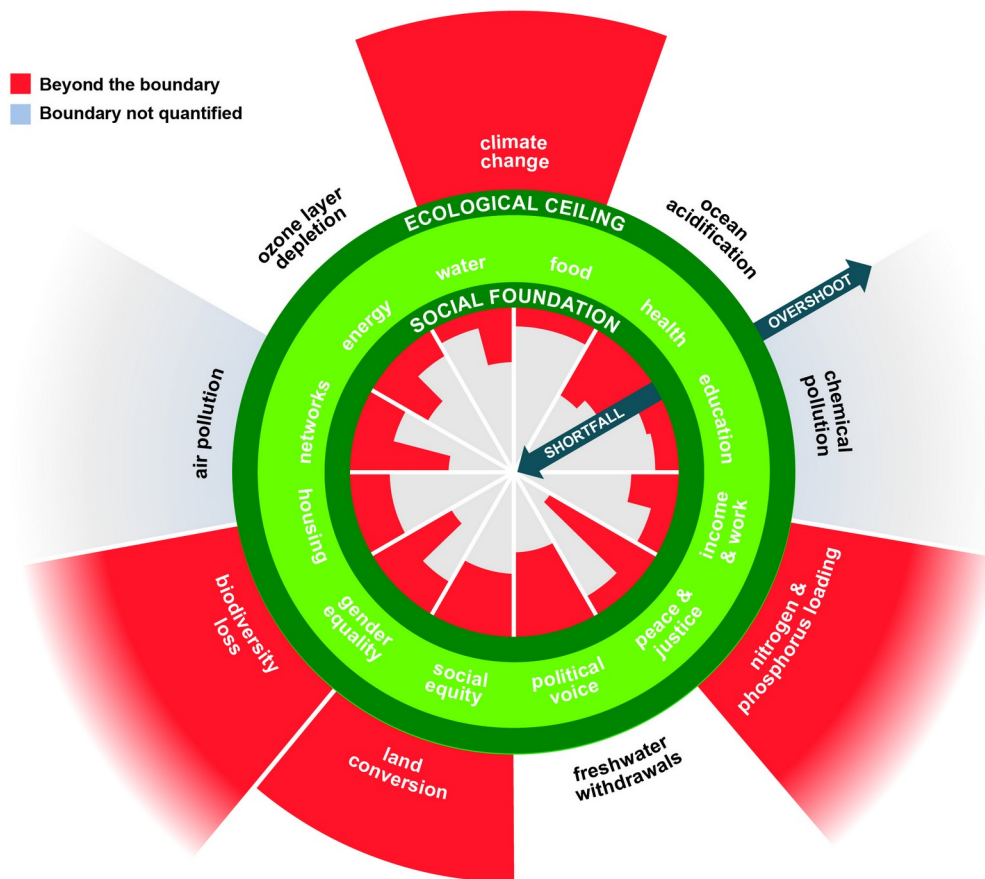 Beyond the boundary
Boundary not quantified
climate
change
ozone layer
depletion
ocean
acidification
ECOLOGICAL CEILING
OVERSHOOT
water
food
energy
health
SOCIAL FOUNDATION
networks
education
SHORTFALL
air pollution
chemical
pollution
housing
income
& work
gender
equality
peace &
justice
social
equity
political
voice
biodiversity
loss
nitrogen &
phosphorus loading
land
conversion
freshwater
withdrawals